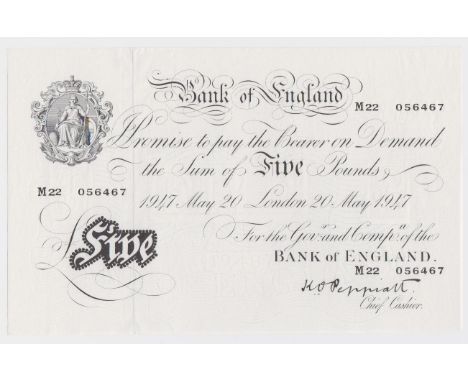 Bank of England
M22 056467
I Promise to pay the Bearer on Demand
the Sum of Five Pounds
M22 056467
1947 May 20 London 20 May 1947
For the Govr. and Compa. of the
BANK OF ENGLAND.
M22 056467
£Five
K O Peppiatt.
Chief Cashier.